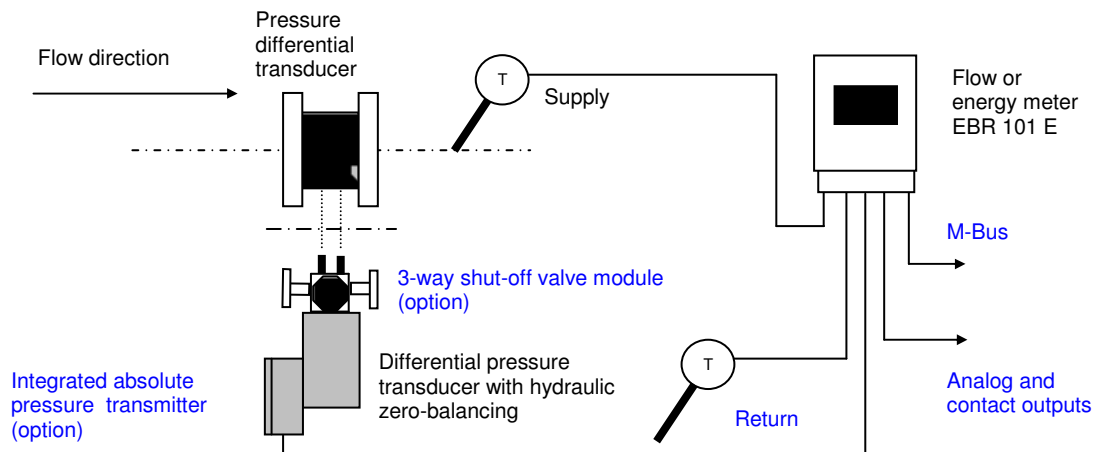 Pressure
differential
transducer
Flow direction
T
Supply
Flow or
energy meter
EBR 101 E
M-Bus
3-way shut-off valve module
(option)
Differential pressure
transducer with hydraulic
zero-balancing
T
Integrated absolute
pressure transmitter
(option)
Return
Analog and
contact outputs